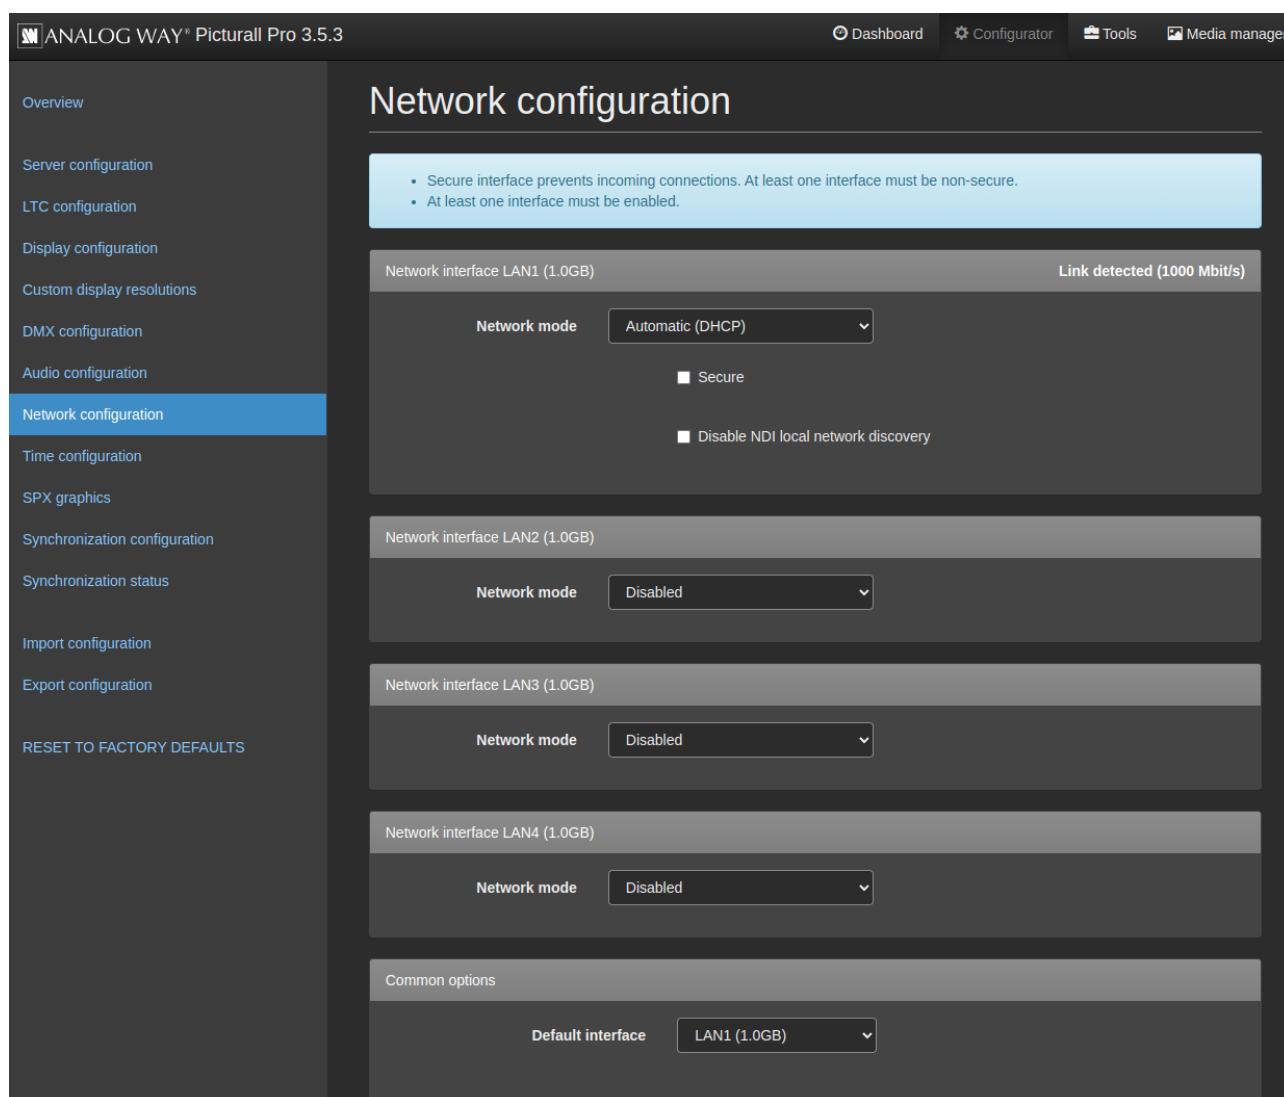 ANALOG WAY® Picturall Pro 3.5.3
Dashboard
Configurator
Tools
Media manage
Overview
Server configuration
LTC configuration
Display configuration
Custom display resolutions
DMX configuration
Audio configuration
Network configuration
Time configuration
SPX graphics
Synchronization configuration
Synchronization status
Import configuration
Export configuration
RESET TO FACTORY DEFAULTS
Network configuration
• Secure interface prevents incoming connections. At least one interface must be non-secure.
• At least one interface must be enabled.
Network interface LAN1 (1.0GB)
Link detected (1000 Mbit/s)
Network mode
Automatic (DHCP)
Secure
Disable NDI local network discovery
Network interface LAN2 (1.0GB)
Network mode
Disabled
Network interface LAN3 (1.0GB)
Network mode
Disabled
Network interface LAN4 (1.0GB)
Network mode
Disabled
Common options
Default interface
LAN1 (1.0GB)